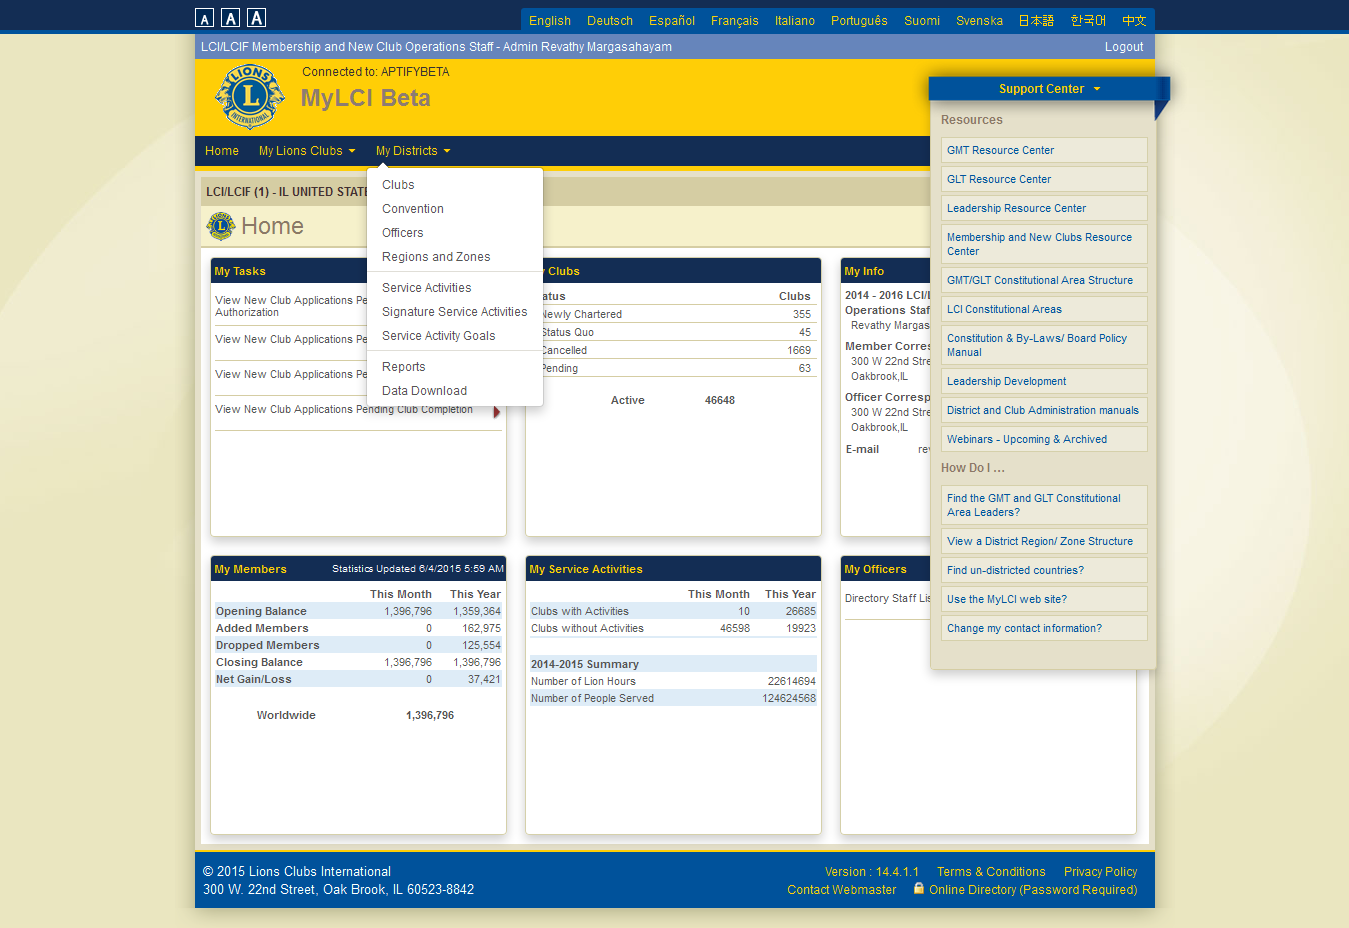 A A A
English Deutsch Español Français Italiano Português Suomi Svenska 日本語 한국어 中文
LCI/LCIF Membership and New Club Operations Staff - Admin Revathy Margasahayam Logout
LIONS
L
INTERNATIONAL
Connected to: APTIFYBETA
MyLCI Beta
Home My Lions Clubs My Districts
Clubs
Convention
Officers
Regions and Zones
Service Activities
Signature Service Activities
Service Activity Goals
Reports
Data Download
LCI/LCIF (1) - IL UNITED STATE
Home
My Tasks
View New Club Applications Pe
Authorization
View New Club Applications Pe
View New Club Applications Pe
View New Club Applications Pending Club Completion
Clubs
atus Clubs
Newly Chartered 355
Status Quo 45
Cancelled 1669
Pending 63
Active 46648
My Info
2014 - 2016 LCI/
Operations Staf
Revathy Margas
Member Corres
300 W 22nd Stre
Oakbrook,IL
Officer Corresp
300 W 22nd Stre
Oakbrook,IL
E-mail rev
My Members Statistics Updated 6/4/2015 5:59 AM
This Month This Year
Opening Balance 1,396,796 1,359,364
Added Members 0 162,975
Dropped Members 0 125,554
Closing Balance 1,396,796 1,396,796
Net Gain/Loss 0 37,421
Worldwide 1,396,796
My Service Activities
This Month This Year
Clubs with Activities 10 26685
Clubs without Activities 46598 19923
2014-2015 Summary
Number of Lion Hours 22614694
Number of People Served 124624568
My Officers
Directory Staff Lis
Support Center
Resources
GMT Resource Center
GLT Resource Center
Leadership Resource Center
Membership and New Clubs Resource
Center
GMT/GLT Constitutional Area Structure
LCI Constitutional Areas
Constitution & By-Laws/ Board Policy
Manual
Leadership Development
District and Club Administration manuals
Webinars - Upcoming & Archived
How Do I ...
Find the GMT and GLT Constitutional
Area Leaders?
View a District Region/ Zone Structure
Find un-districted countries?
Use the MyLCI web site?
Change my contact information?
© 2015 Lions Clubs International
300 W. 22nd Street, Oak Brook, IL 60523-8842
Version : 14.4.1.1 Terms & Conditions Privacy Policy
Contact Webmaster Online Directory (Password Required)